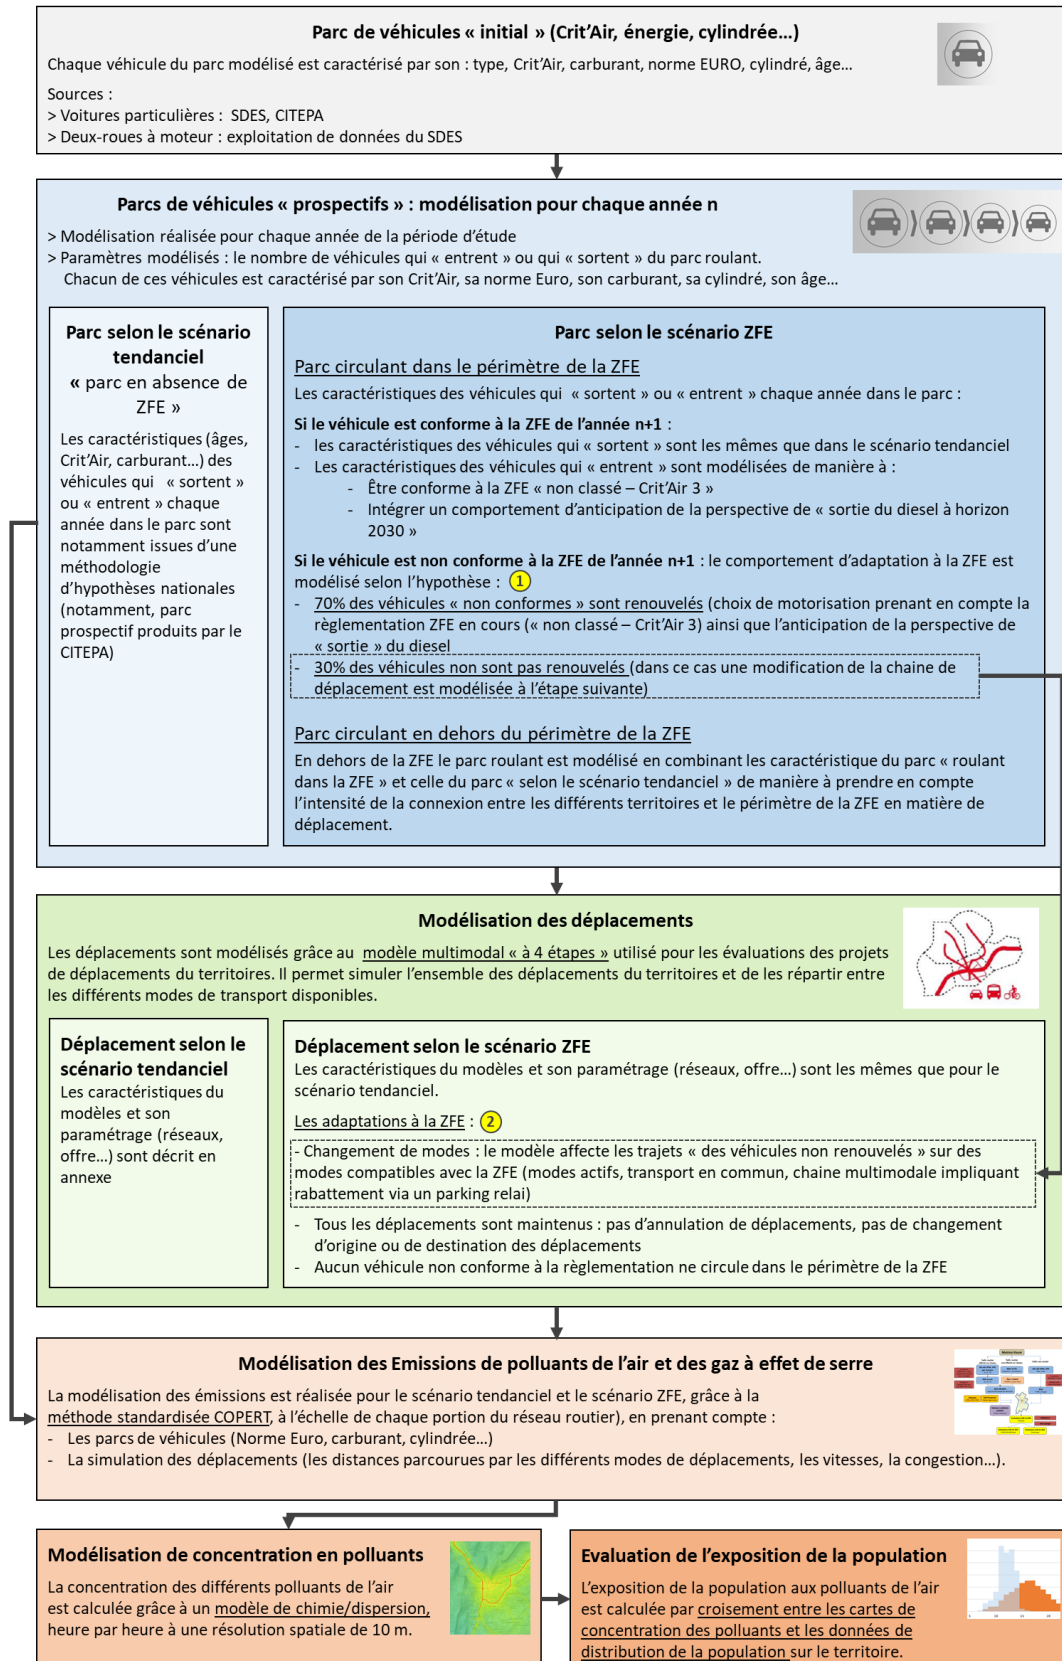 Parc de véhicules « initial » (Crit'Air, énergie, cylindrée…)
Chaque véhicule du parc modélisé est caractérisé par son : type, Crit'Air, carburant, norme EURO, cylindré, âge…
Sources :
> Voitures particulières : SDES, CITEPA
> Deux-roues à moteur : exploitation de données du SDES
Parcs de véhicules « prospectifs » : modélisation pour chaque année n
> Modélisation réalisée pour chaque année de la période d'étude
> Paramètres modélisés : le nombre de véhicules qui « entrent » ou qui « sortent » du parc roulant.
Chacun de ces véhicules est caractérisé par son Crit'Air, sa norme Euro, son carburant, sa cylindré, son âge…
Parc selon le scénario
tendanciel
« parc en absence de
ZFE »
Les caractéristiques (âges,
Crit'Air, carburant…) des
véhicules qui « sortent »
ou « entrent » chaque
année dans le parc sont
notamment issues d'une
méthodologie
d'hypothèses nationales
(notamment, parc
prospectif produits par le
CITEPA)
Parc selon le scénario ZFE
Parc circulant dans le périmètre de la ZFE
Les caractéristiques des véhicules qui « sortent » ou « entrent » chaque année dans le parc :
Si le véhicule est conforme à la ZFE de l'année n+1 :
- les caractéristiques des véhicules qui « sortent » sont les mêmes que dans le scénario tendanciel
- Les caractéristiques des véhicules qui « entrent » sont modélisées de manière à :
- Être conforme à la ZFE « non classé – Crit'Air 3 »
- Intégrer un comportement d'anticipation de la perspective de « sortie du diesel à horizon
2030 »
Si le véhicule est non conforme à la ZFE de l'année n+1 : le comportement d'adaptation à la ZFE est
modélisé selon l'hypothèse : 1
- 70% des véhicules « non conformes » sont renouvelés (choix de motorisation prenant en compte la
règlementation ZFE en cours (« non classé – Crit'Air 3) ainsi que l'anticipation de la perspective de
« sortie » du diesel
- 30% des véhicules non sont pas renouvelés (dans ce cas une modification de la chaine de
déplacement est modélisée à l'étape suivante)
Parc circulant en dehors du périmètre de la ZFE
En dehors de la ZFE le parc roulant est modélisé en combinant les caractéristique du parc « roulant
dans la ZFE » et celle du parc « selon le scénario tendanciel » de manière à prendre en compte
l'intensité de la connexion entre les différents territoires et le périmètre de la ZFE en matière de
déplacement.
Modélisation des déplacements
Les déplacements sont modélisés grâce au modèle multimodal « à 4 étapes » utilisé pour les évaluations des projets
de déplacements du territoires. Il permet simuler l'ensemble des déplacements du territoires et de les répartir entre
les différents modes de transport disponibles.
Déplacement selon le
scénario tendanciel
Les caractéristiques du
modèles et son
paramétrage (réseaux,
offre…) sont décrit en
annexe
Déplacement selon le scénario ZFE
Les caractéristiques du modèles et son paramétrage (réseaux, offre…) sont les mêmes que pour le
scénario tendanciel.
Les adaptations à la ZFE : 2
- Changement de modes : le modèle affecte les trajets « des véhicules non renouvelés » sur des
modes compatibles avec la ZFE (modes actifs, transport en commun, chaine multimodale impliquant
rabattement via un parking relai)
- Tous les déplacements sont maintenus : pas d'annulation de déplacements, pas de changement
d'origine ou de destination des déplacements
- Aucun véhicule non conforme à la règlementation ne circule dans le périmètre de la ZFE
Modélisation des Emissions de polluants de l'air et des gaz à effet de serre
La modélisation des émissions est réalisée pour le scénario tendanciel et le scénario ZFE, grâce à la
méthode standardisée COPERT, à l'échelle de chaque portion du réseau routier), en prenant compte :
- Les parcs de véhicules (Norme Euro, carburant, cylindrée…)
- La simulation des déplacements (les distances parcourues par les différents modes de déplacements, les vitesses, la congestion…).
Modélisation de concentration en polluants
La concentration des différents polluants de l'air
est calculée grâce à un modèle de chimie/dispersion,
heure par heure à une résolution spatiale de 10 m.
Evaluation de l'exposition de la population
L'exposition de la population aux polluants de l'air
est calculée par croisement entre les cartes de
concentration des polluants et les données de
distribution de la population sur le territoire.